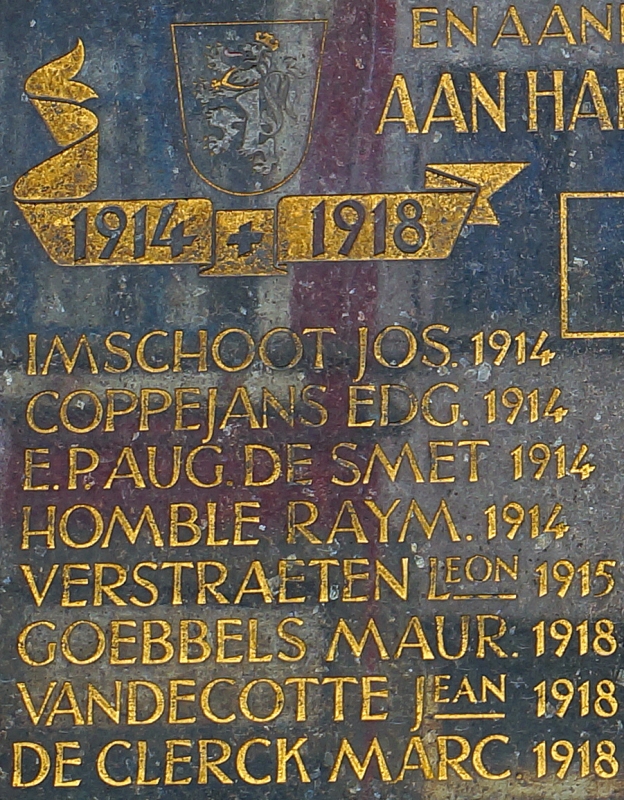 EN AAN
AAN HA
1914 + 1918
IMSCHOOT JOS. 1914
COPPEJANS EDG. 1914
E.P. AUG. DE SMET 1914
HOMBLE RAYM. 1914
VERSTRAETEN LEON 1915
GOEBBELS MAUR. 1918
VANDECOTTE JEAN 1918
DE CLERCK MARC. 1918